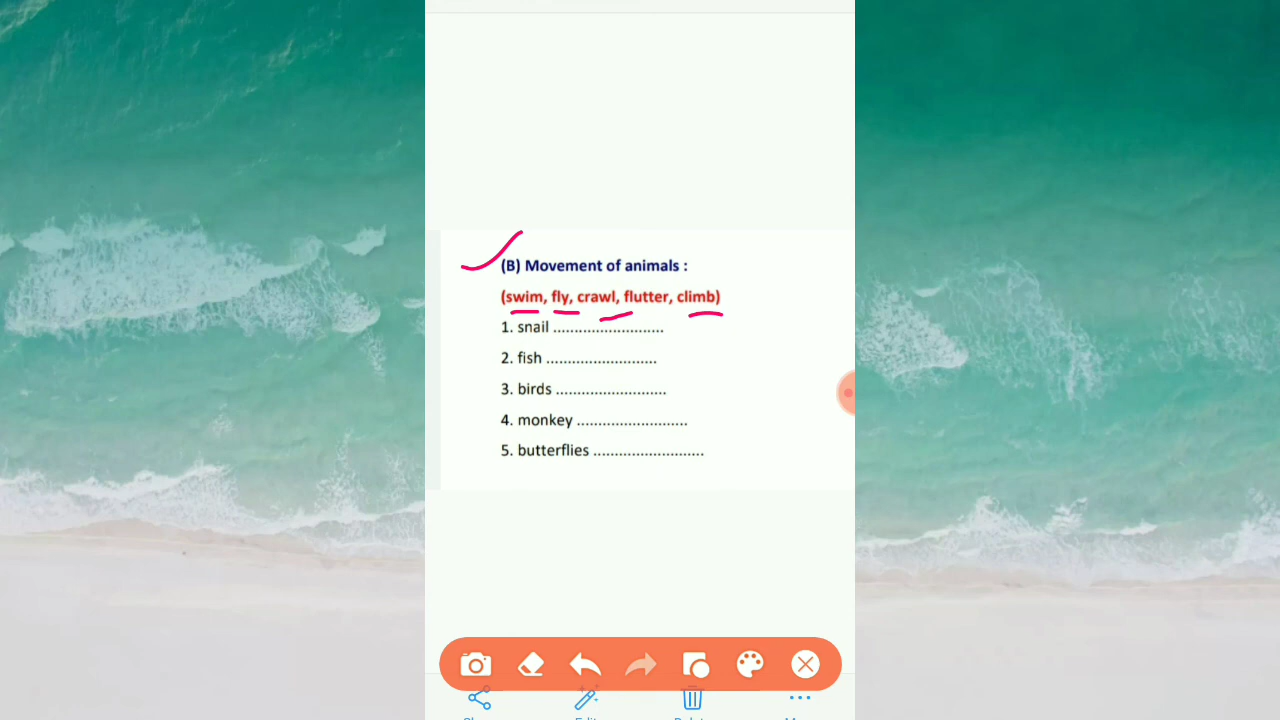 (B) Movement of animals :
(swim, fly, crawl, flutter, climb)
1. snail ..........................
2. fish ..........................
3. birds ..........................
4. monkey ..........................
5. butterflies ..........................